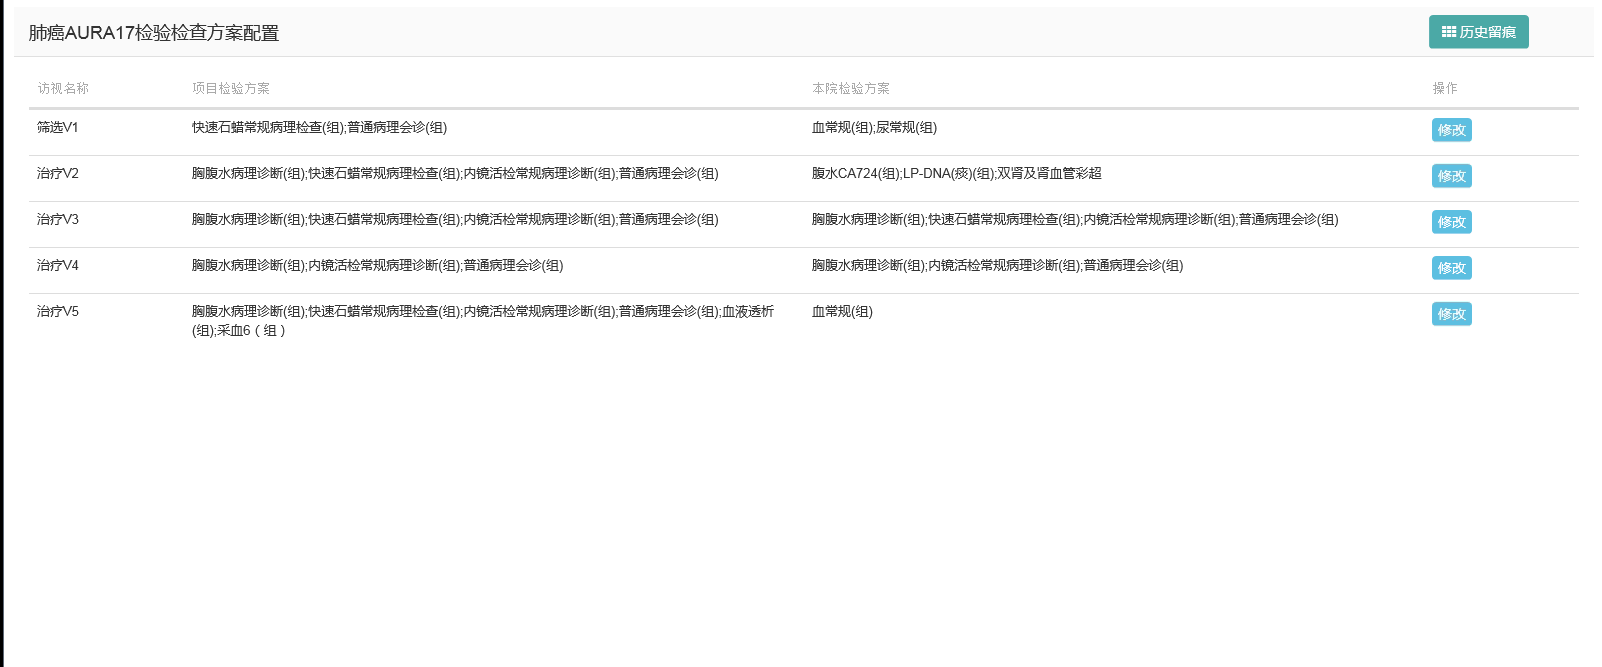 肺癌AURA17检验检查方案配置
历史留痕
访视名称 项目检验方案 本院检验方案 操作
筛选V1 快速石蜡常规病理检查(组);普通病理会诊(组) 血常规(组);尿常规(组) 修改
治疗V2 胸腹水病理诊断(组);快速石蜡常规病理检查(组);内镜活检常规病理诊断(组);普通病理会诊(组) 腹水CA724(组);LP-DNA(痰)(组);双肾及肾血管彩超 修改
治疗V3 胸腹水病理诊断(组);快速石蜡常规病理检查(组);内镜活检常规病理诊断(组);普通病理会诊(组) 胸腹水病理诊断(组);快速石蜡常规病理检查(组);内镜活检常规病理诊断(组);普通病理会诊(组) 修改
治疗V4 胸腹水病理诊断(组);内镜活检常规病理诊断(组);普通病理会诊(组) 胸腹水病理诊断(组);内镜活检常规病理诊断(组);普通病理会诊(组) 修改
治疗V5 胸腹水病理诊断(组);快速石蜡常规病理检查(组);内镜活检常规病理诊断(组);普通病理会诊(组);血液透析 血常规(组) 修改
(组);采血6（组）